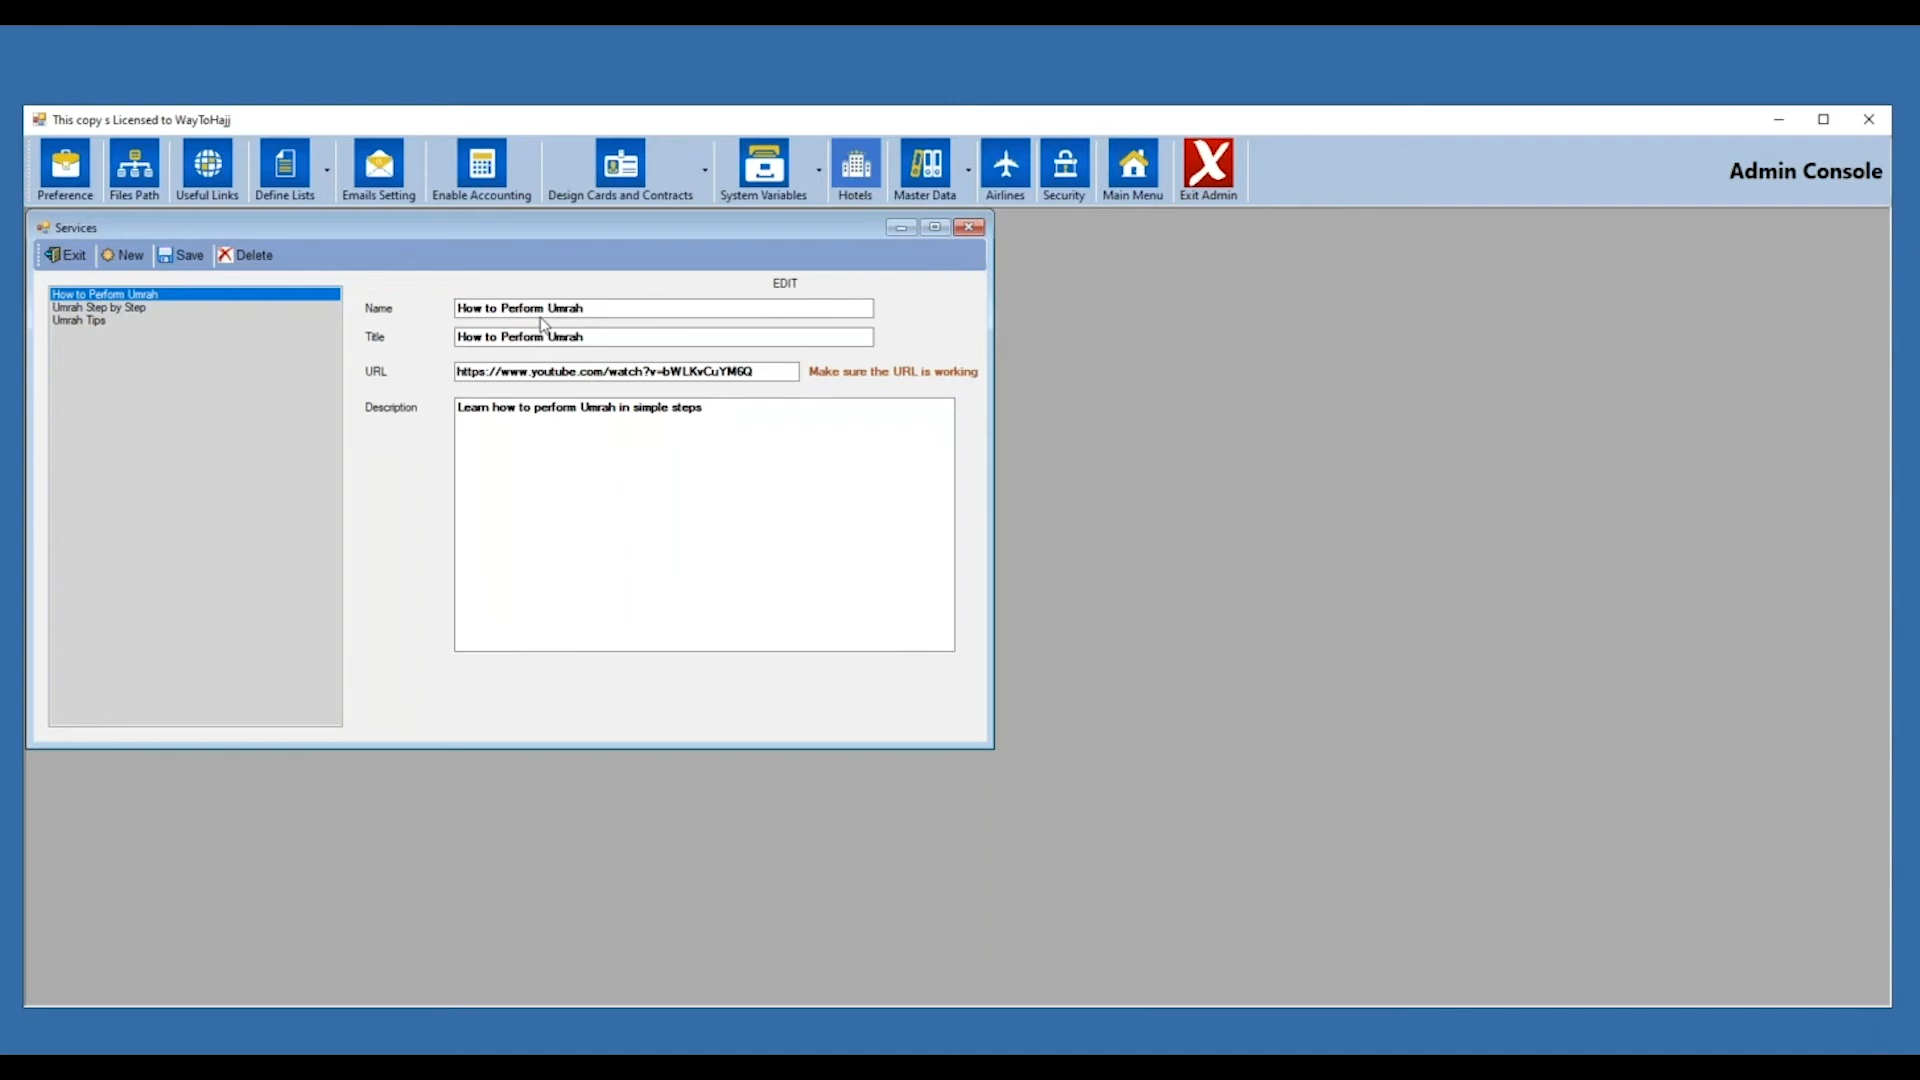 This copy s Licensed to WayToHajj
Preference
Files Path
Useful Links
Define Lists
Emails Setting
Enable Accounting
Design Cards and Contracts
System Variables
Hotels
Master Data
Airlines
Security
Main Menu
Exit Admin
Admin Console
Services
Exit
New
Save
Delete
How to Perform Umrah
Umrah Step by Step
Umrah Tips
EDIT
Name
How to Perform Umrah
Title
How to Perform Umrah
URL
https://www.youtube.com/watch?v=bWLKvCuYM6Q
Make sure the URL is working
Description
Learn how to perform Umrah in simple steps